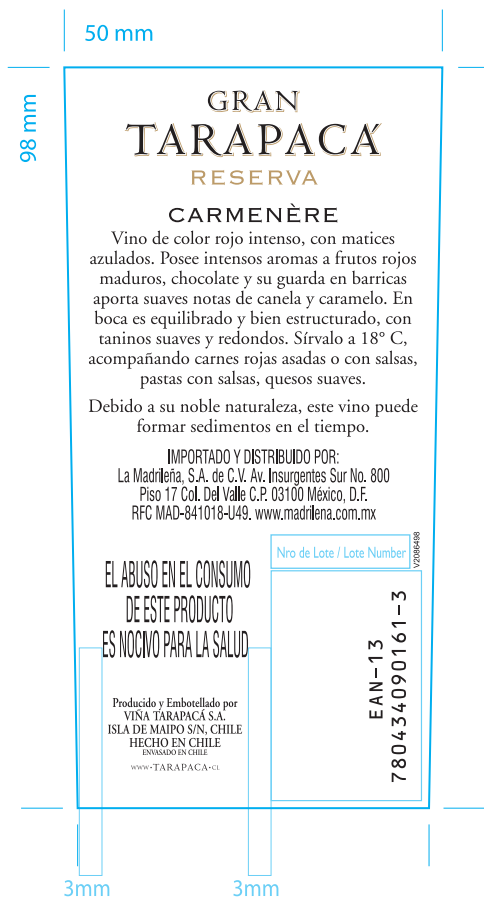 50 mm
98 mm
GRAN
TARAPACÁ
RESERVA
CARMENÈRE
Vino de color rojo intenso, con matices
azulados. Posee intensos aromas a frutos rojos
maduros, chocolate y su guarda en barricas
aporta suaves notas de canela y caramelo. En
boca es equilibrado y bien estructurado, con
taninos suaves y redondos. Sírvalo a 18° C,
acompañando carnes rojas asadas o con salsas,
pastas con salsas, quesos suaves.
Debido a su noble naturaleza, este vino puede
formar sedimentos en el tiempo.
IMPORTADO Y DISTRIBUIDO POR:
La Madrileña, S.A. de C.V. Av. Insurgentes Sur No. 800
Piso 17 Col. Del Valle C.P. 03100 México, D.F.
RFC MAD-841018-U49. www.madrilena.com.mx
Nro de Lote / Lote Number
V2086498
EL ABUSO EN EL CONSUMO
DE ESTE PRODUCTO
ES NOCIVO PARA LA SALUD
EAN-13
7804340901613
Producido y Embotellado por
VIÑA TARAPACÁ S.A.
ISLA DE MAIPO S/N, CHILE
HECHO EN CHILE
ENVASADO EN CHILE
WWW•TARAPACA•CL
3mm
3mm